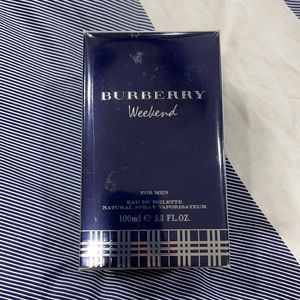 BURBERRY
Weekend
FOR MEN
EAU DE TOILETTE
NATURAL SPRAY VAPORISATEUR
100ml ℮ 3.3 FL.OZ.